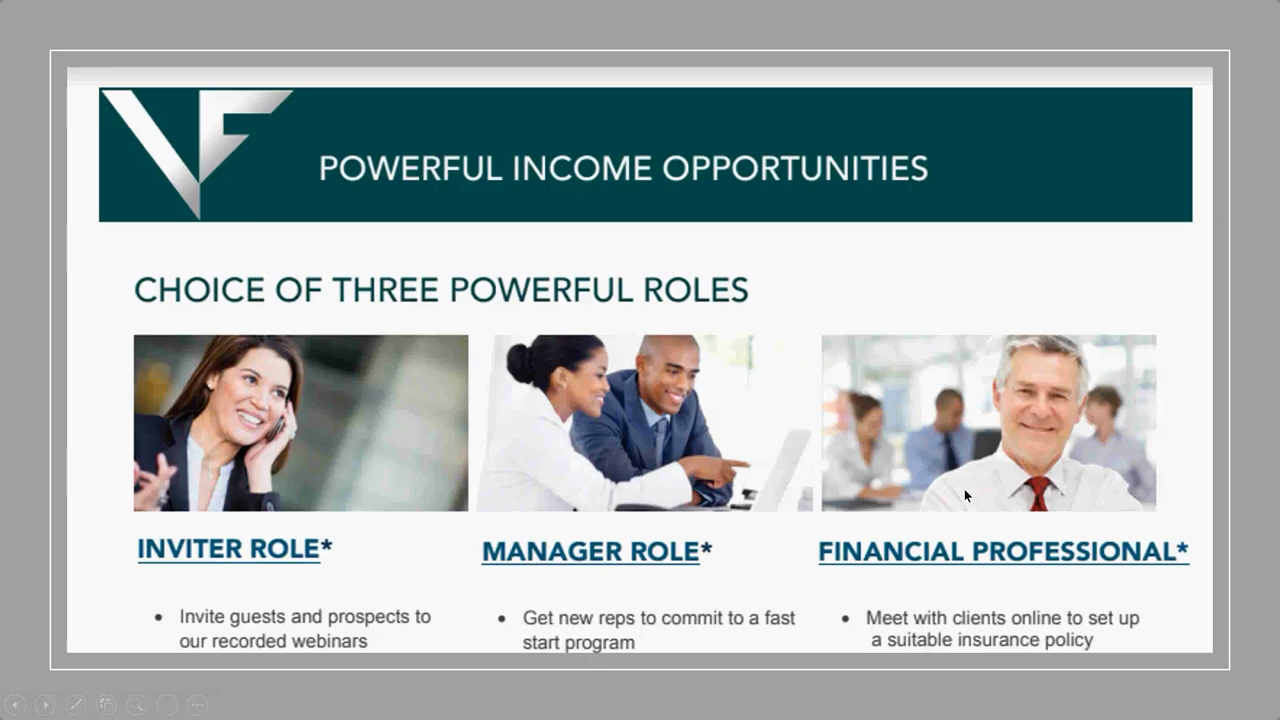 VF
POWERFUL INCOME OPPORTUNITIES
CHOICE OF THREE POWERFUL ROLES
INVITER ROLE*
• Invite guests and prospects to
our recorded webinars
MANAGER ROLE*
• Get new reps to commit to a fast
start program
FINANCIAL PROFESSIONAL*
• Meet with clients online to set up
a suitable insurance policy